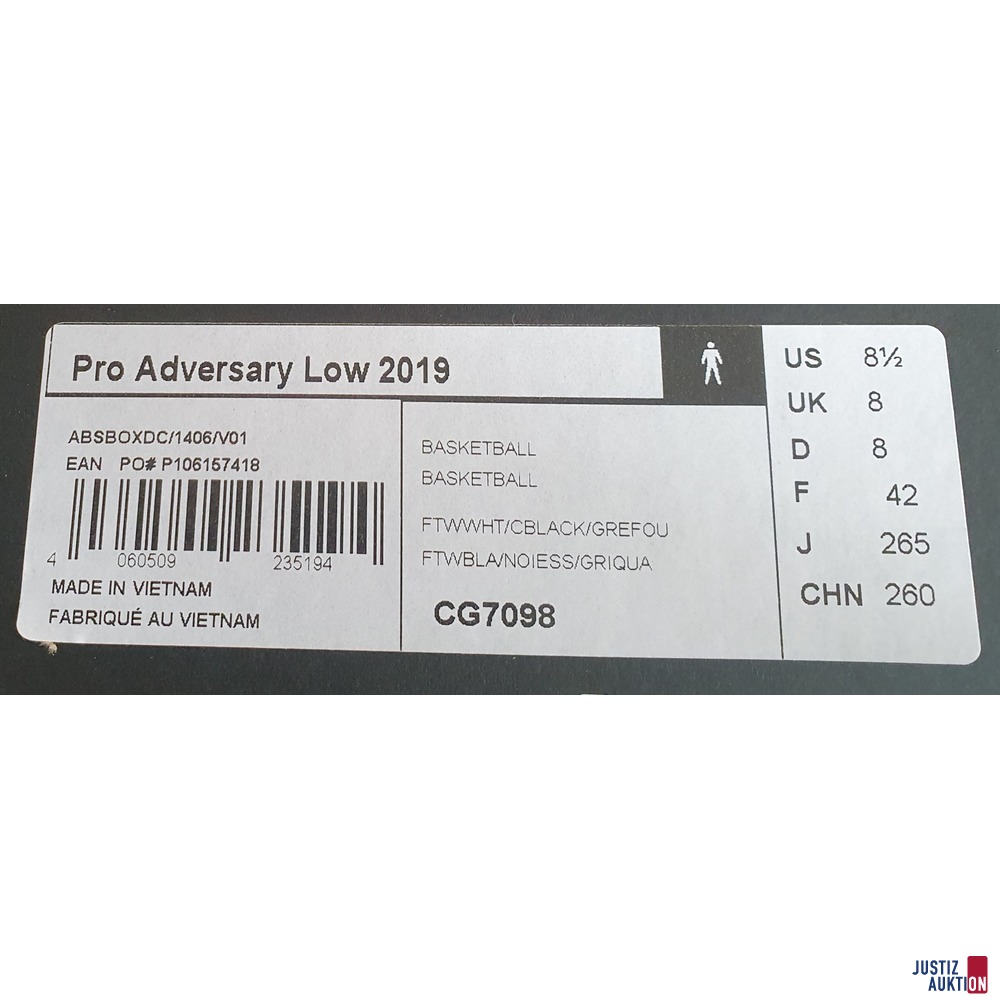 Pro Adversary Low 2019
ABSBOXDC/1406/V01
EAN PO# P106157418
4 060509 235194
MADE IN VIETNAM
FABRIQUÉ AU VIETNAM
BASKETBALL
BASKETBALL
FTWWHT/CBLACK/GREFOU
FTWBLA/NOIESS/GRIQUA
CG7098
US 8½
UK 8
D 8
F 42
J 265
CHN 260
JUSTIZ
AUKTION